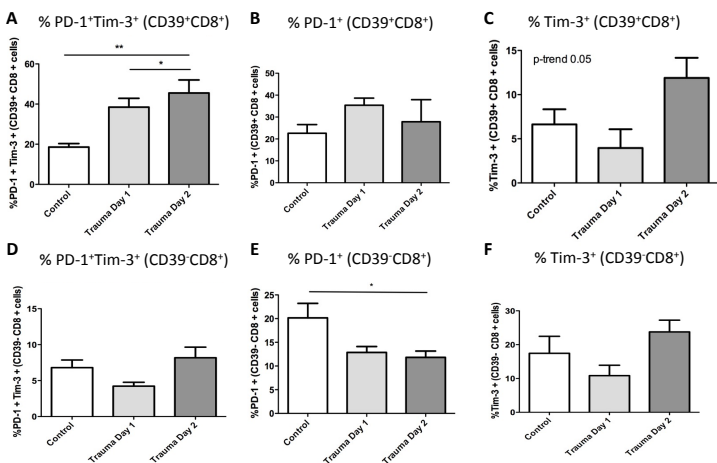 A
% PD-1⁺Tim-3⁺ (CD39⁺CD8⁺)
%PD-1 + Tim-3 + (CD39+ CD8 + cells)
60
40
20
0
**
*
Control
Trauma Day 1
Trauma Day 2
B
% PD-1⁺ (CD39⁺CD8⁺)
%PD-1 + (CD39+ CD8 + cells)
50
40
30
20
10
0
Control
Trauma Day 1
Trauma Day 2
C
% Tim-3⁺ (CD39⁺CD8⁺)
%Tim-3 + (CD39+ CD8 + cells)
15
10
5
0
p-trend 0.05
Control
Trauma Day 1
Trauma Day 2
D
% PD-1⁺Tim-3⁺ (CD39⁻CD8⁺)
%PD-1 + Tim-3 + (CD39- CD8 + cells)
15
10
5
0
Control
Trauma Day 1
Trauma Day 2
E
% PD-1⁺ (CD39⁻CD8⁺)
%PD-1 + (CD39- CD8 + cells)
25
20
15
10
5
0
*
Control
Trauma Day 1
Trauma Day 2
F
% Tim-3⁺ (CD39⁻CD8⁺)
%Tim-3 + (CD39- CD8 + cells)
30
20
10
0
Control
Trauma Day 1
Trauma Day 2